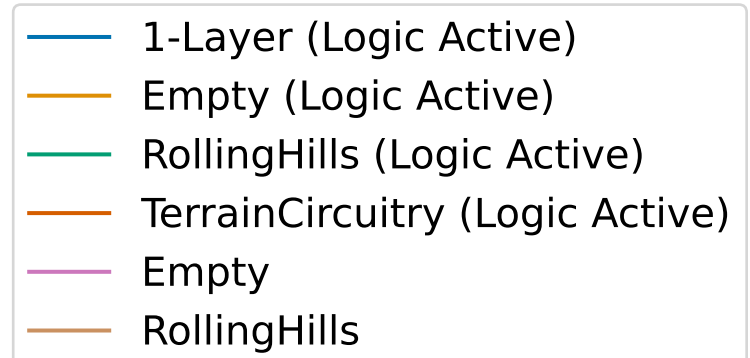 1-Layer (Logic Active)
Empty (Logic Active)
RollingHills (Logic Active)
TerrainCircuitry (Logic Active)
Empty
RollingHills